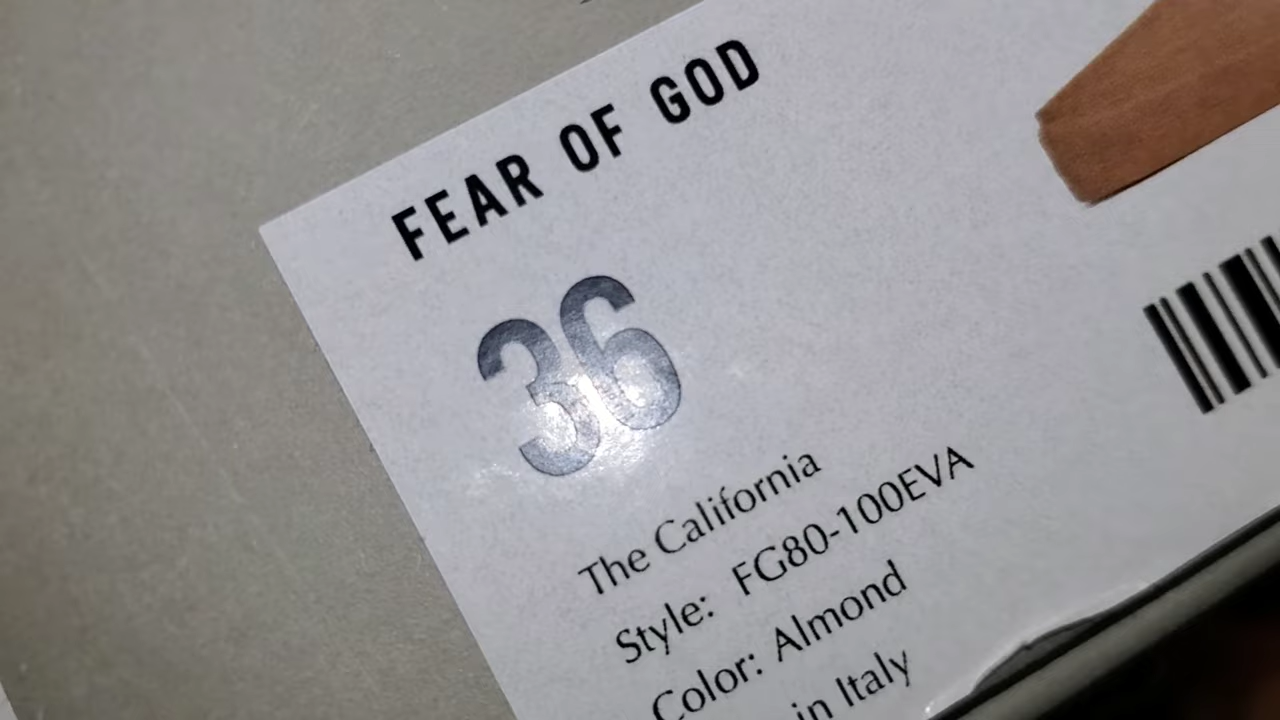 FEAR OF GOD
36
The California
Style: FG80-100EVA
Color: Almond
in Italy